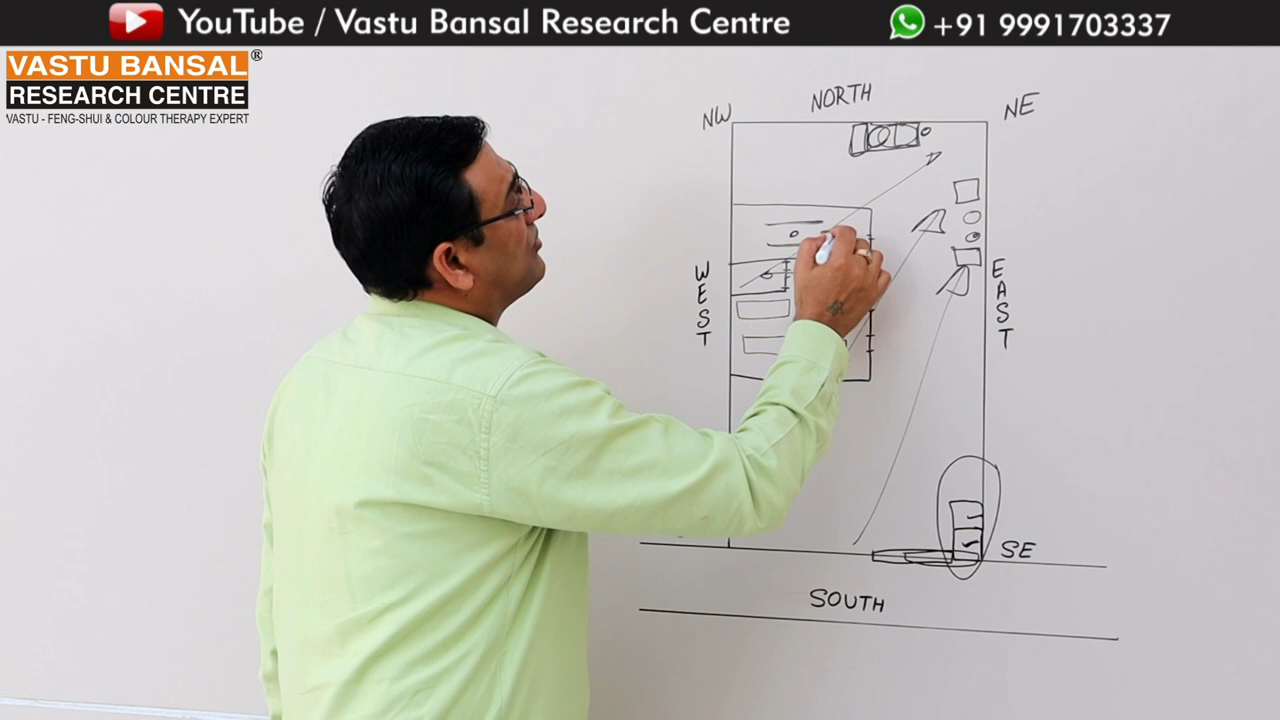 YouTube / Vastu Bansal Research Centre
+91 9991703337
VASTU BANSAL®
RESEARCH CENTRE
VASTU - FENG-SHUI & COLOUR THERAPY EXPERT
NW
NORTH
NE
WEST
EAST
SE
SOUTH